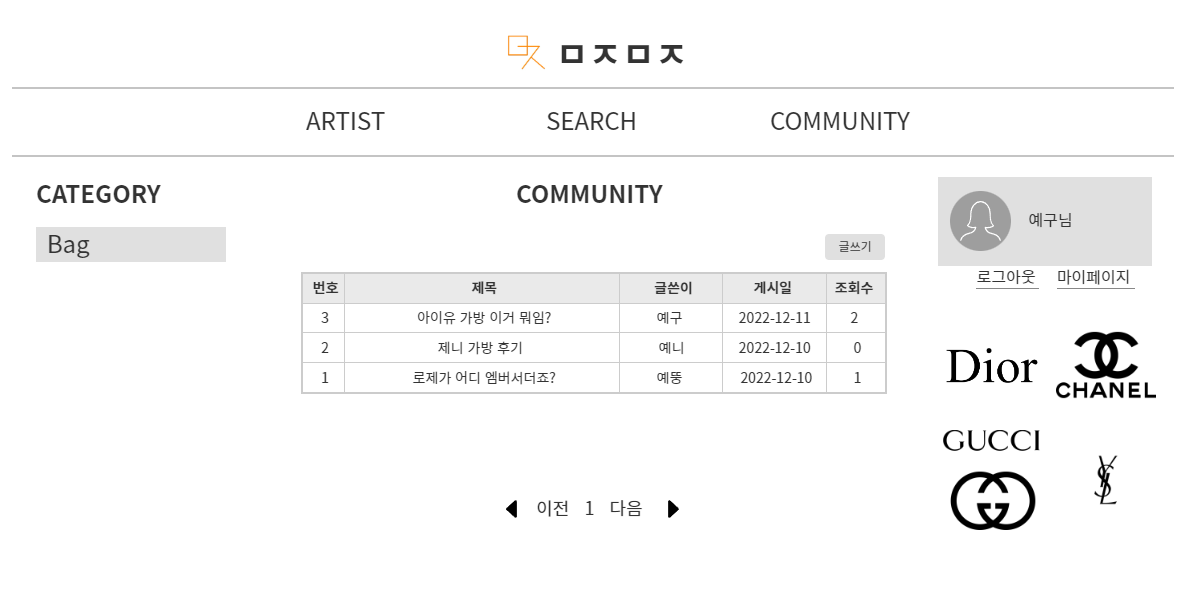 ㅁㅈㅁㅈ
ARTIST SEARCH COMMUNITY
CATEGORY
Bag
COMMUNITY
글쓰기
번호 제목 글쓴이 게시일 조회수
3 아이유 가방 이거 뭐임? 예구 2022-12-11 2
2 제니 가방 후기 예니 2022-12-10 0
1 로제가 어디 엠버서더죠? 예뚱 2022-12-10 1
이전 1 다음
예구님
로그아웃 마이페이지
Dior
CHANEL
GUCCI
YSL